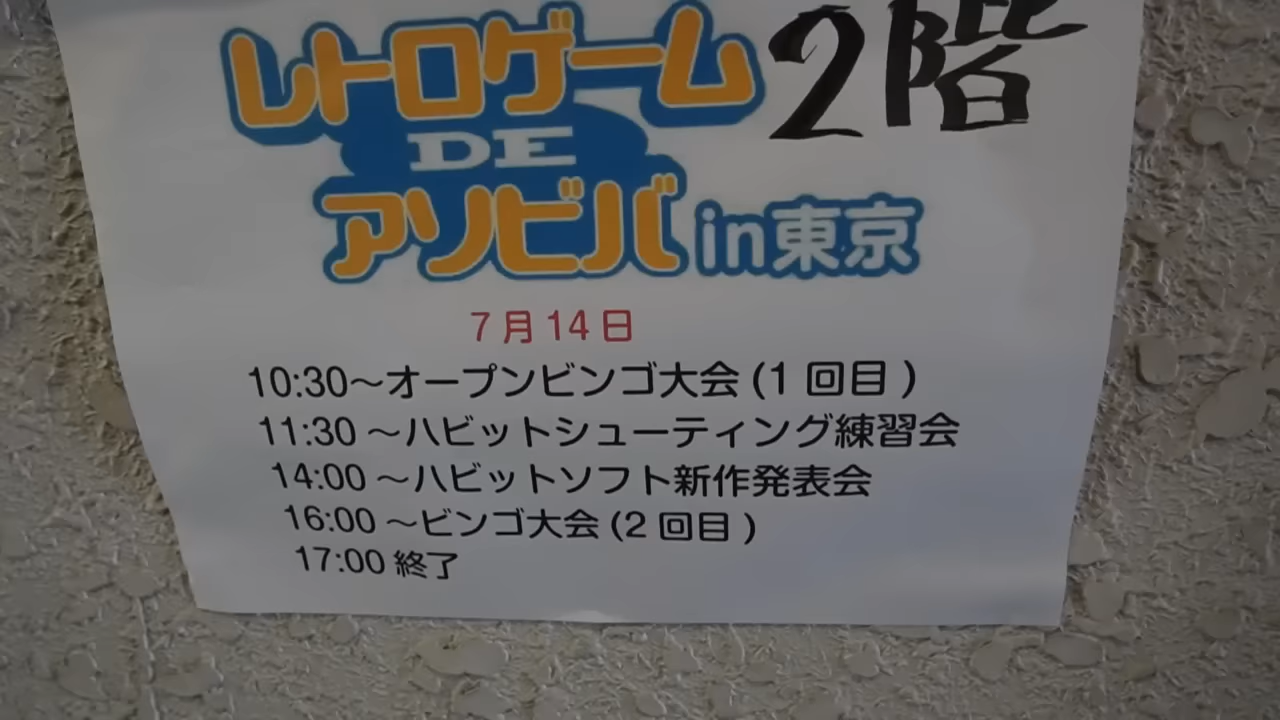 レトロゲーム 2階
DE
アソビバ in東京
7月14日
10:30～オープンビンゴ大会(1回目)
11:30～ハビットシューティング練習会
14:00～ハビットソフト新作発表会
16:00～ビンゴ大会(2回目)
17:00 終了